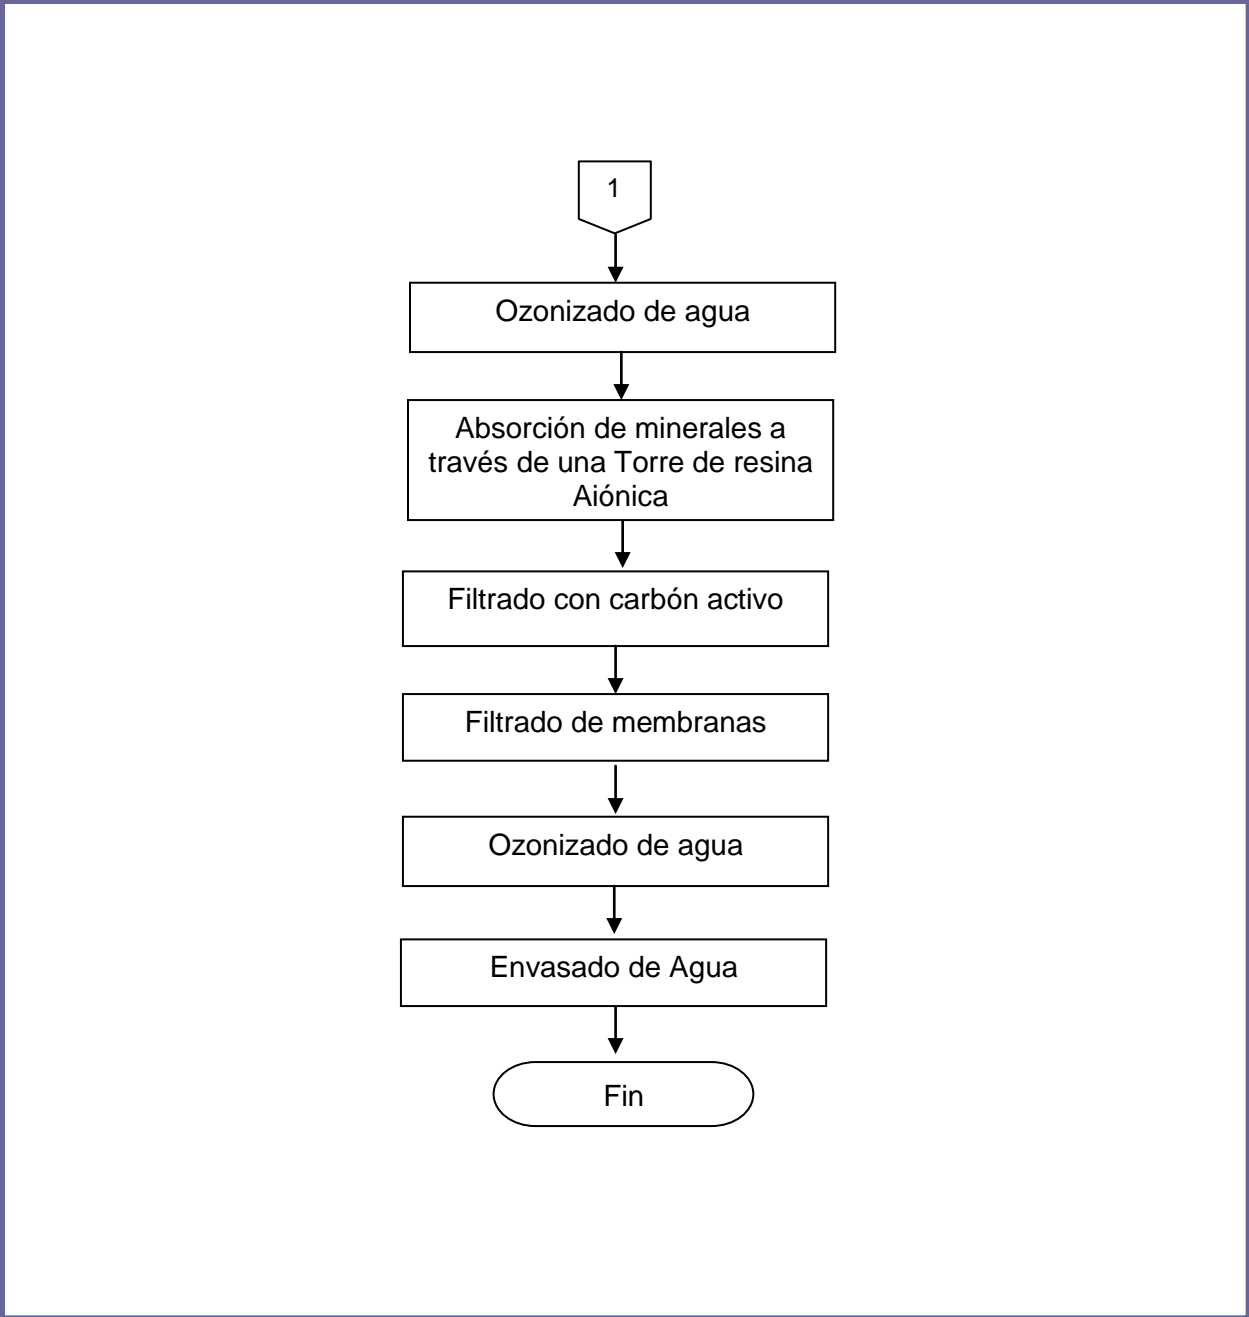 1
Ozonizado de agua
Absorción de minerales a
través de una Torre de resina
Aiónica
Filtrado con carbón activo
Filtrado de membranas
Ozonizado de agua
Envasado de Agua
Fin